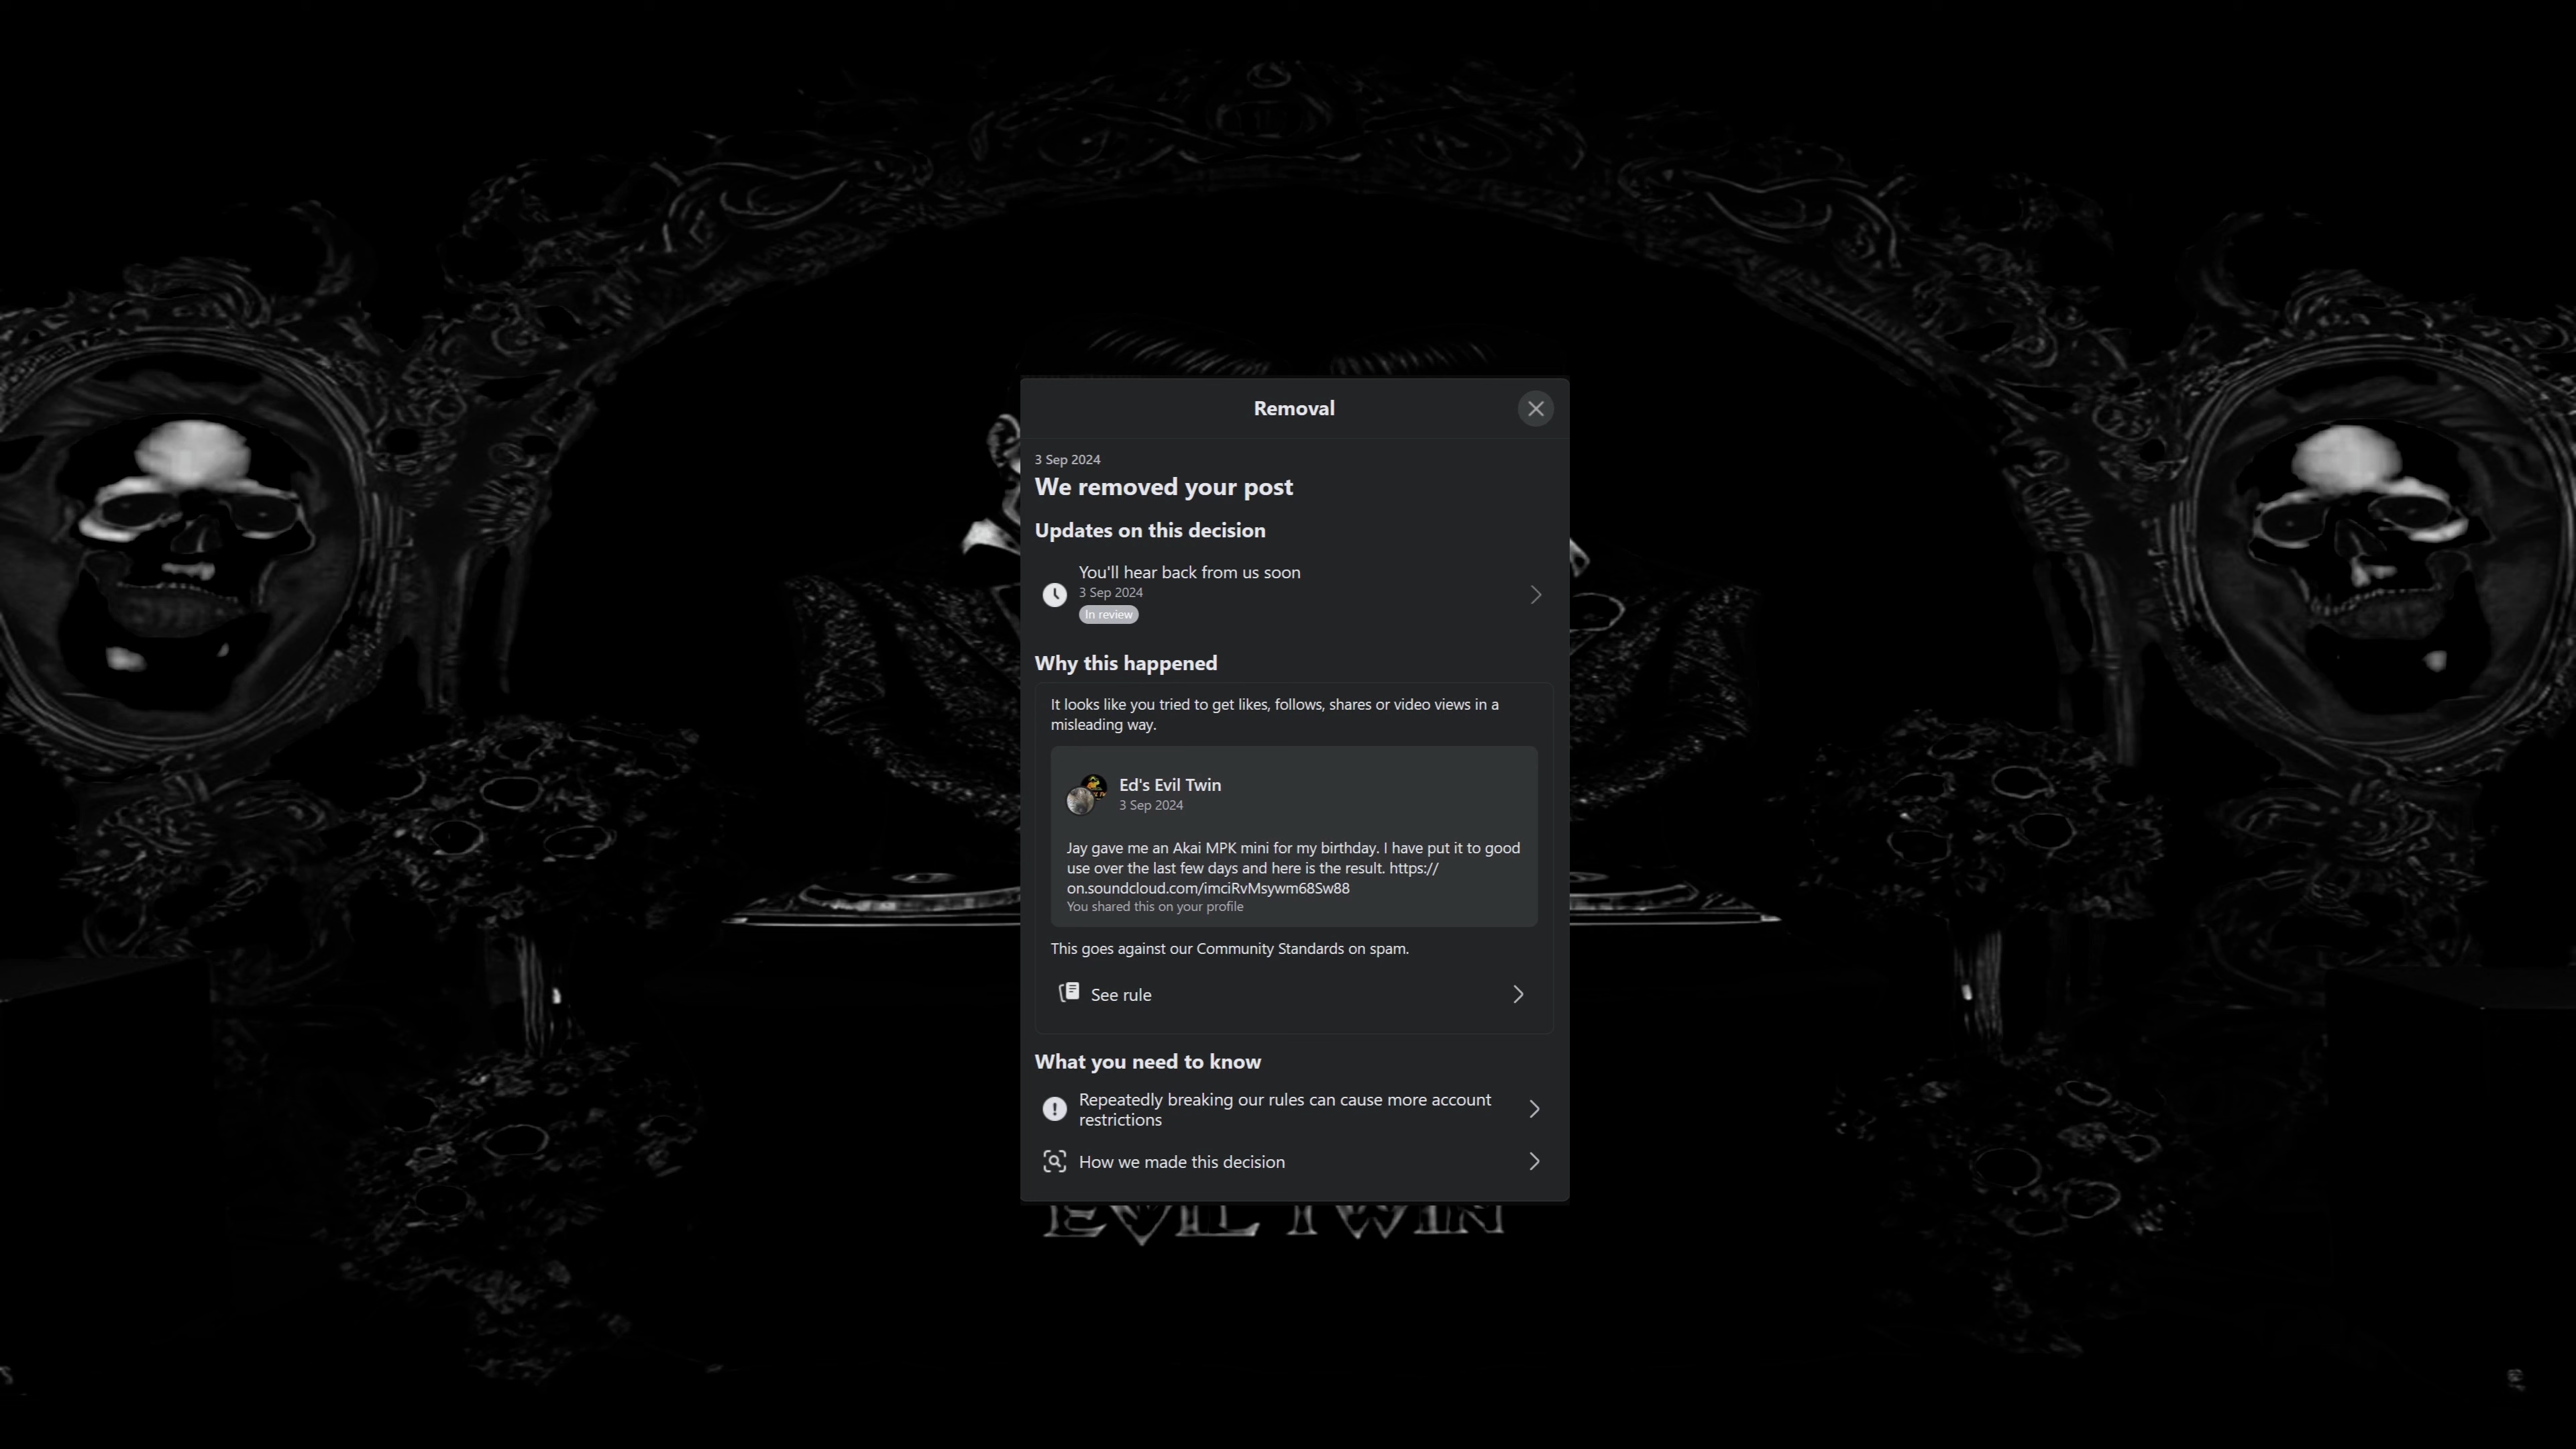 Removal
3 Sep 2024
We removed your post
Updates on this decision
You'll hear back from us soon
3 Sep 2024
In review
Why this happened
It looks like you tried to get likes, follows, shares or video views in a
misleading way.
Ed's Evil Twin
3 Sep 2024
Jay gave me an Akai MPK mini for my birthday. I have put it to good
use over the last few days and here is the result. https://
on.soundcloud.com/imciRvMsywm68Sw88
You shared this on your profile
This goes against our Community Standards on spam.
See rule
What you need to know
Repeatedly breaking our rules can cause more account
restrictions
How we made this decision
EVIL TWIN